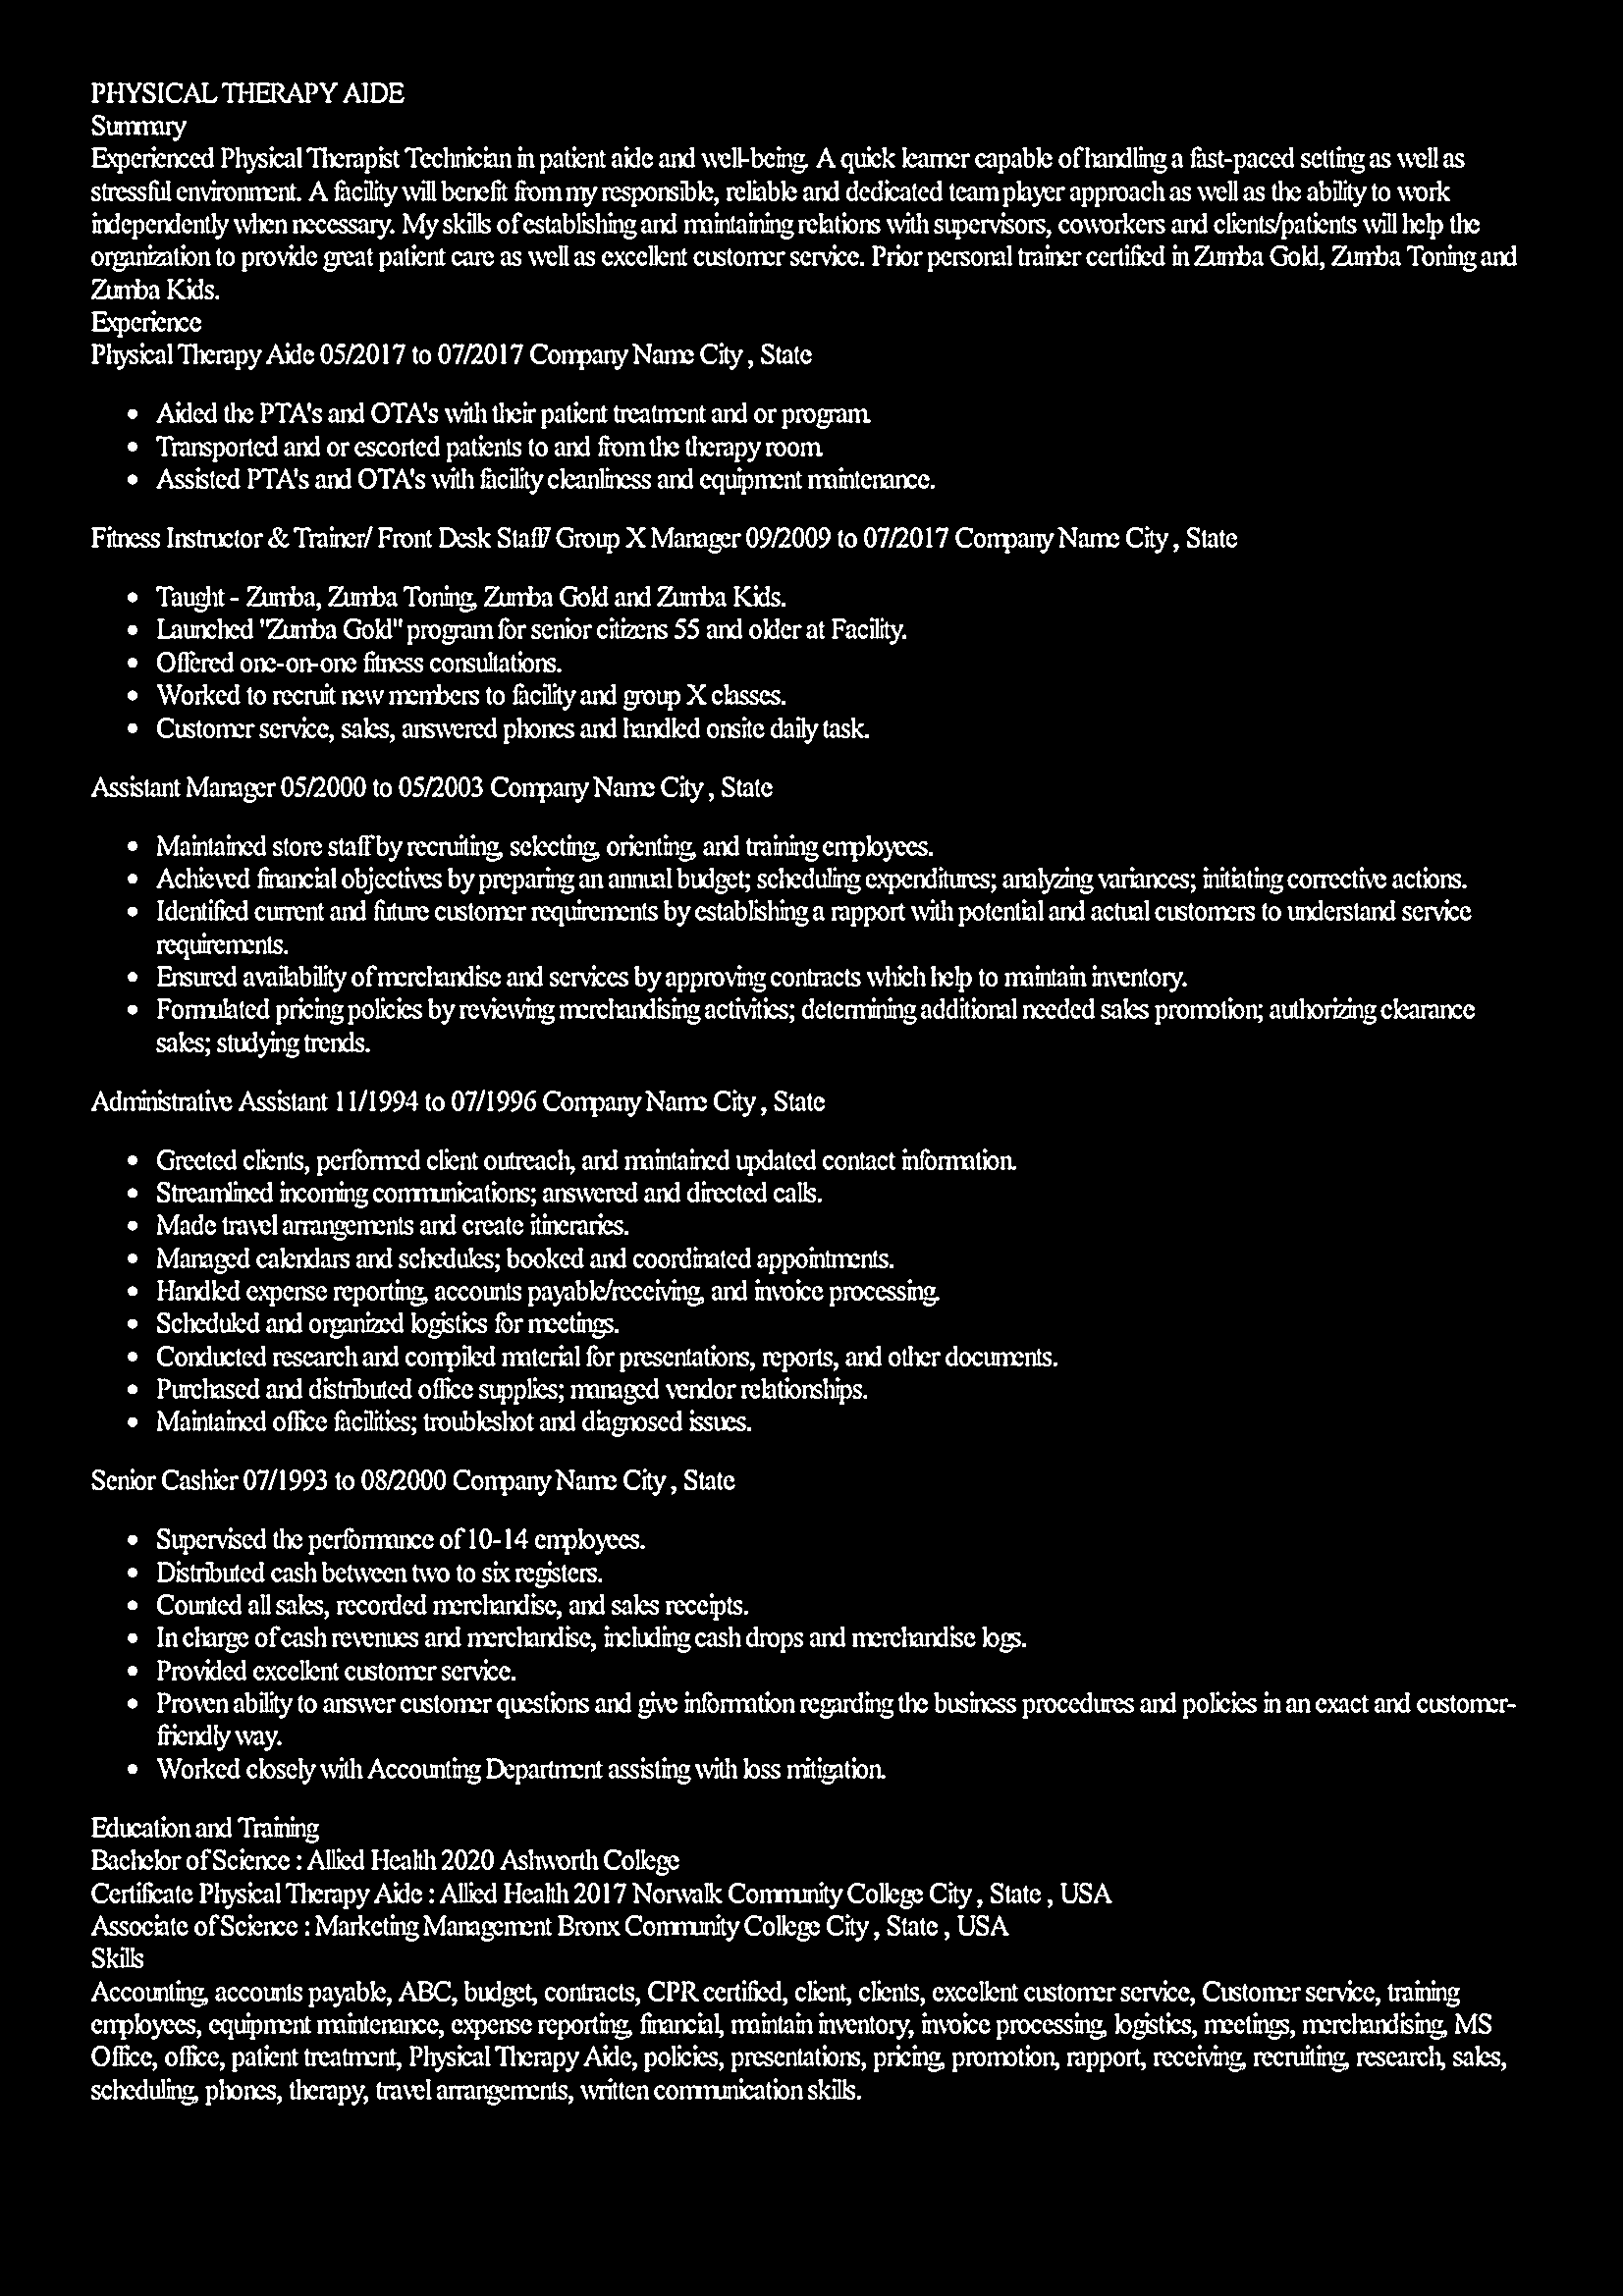 PHYSICAL THERAPY AIDE
Summary
Experienced Physical Therapist Technician in patient aide and well-being. A quick learner capable of handling a fast-paced setting as well as
stressful environment. A facility will benefit from my responsible, reliable and dedicated team player approach as well as the ability to work
independently when necessary. My skills of establishing and maintaining relations with supervisors, coworkers and clients/patients will help the
organization to provide great patient care as well as excellent customer service. Prior personal trainer certified in Zumba Gold, Zumba Toning and
Zumba Kids.
Experience
Physical Therapy Aide 05/2017 to 07/2017 Company Name City , State
• Aided the PTA's and OTA's with their patient treatment and or program.
• Transported and or escorted patients to and from the therapy room.
• Assisted PTA's and OTA's with facility cleanliness and equipment maintenance.
Fitness Instructor & Trainer/ Front Desk Staff/ Group X Manager 09/2009 to 07/2017 Company Name City , State
• Taught - Zumba, Zumba Toning, Zumba Gold and Zumba Kids.
• Launched "Zumba Gold" program for senior citizens 55 and older at Facility.
• Offered one-on-one fitness consultations.
• Worked to recruit new members to facility and group X classes.
• Customer service, sales, answered phones and handled onsite daily task.
Assistant Manager 05/2000 to 05/2003 Company Name City , State
• Maintained store staff by recruiting, selecting, orienting, and training employees.
• Achieved financial objectives by preparing an annual budget; scheduling expenditures; analyzing variances; initiating corrective actions.
• Identified current and future customer requirements by establishing a rapport with potential and actual customers to understand service
requirements.
• Ensured availability of merchandise and services by approving contracts which help to maintain inventory.
• Formulated pricing policies by reviewing merchandising activities; determining additional needed sales promotion; authorizing clearance
sales; studying trends.
Administrative Assistant 11/1994 to 07/1996 Company Name City , State
• Greeted clients, performed client outreach, and maintained updated contact information.
• Streamlined incoming communications; answered and directed calls.
• Made travel arrangements and create itineraries.
• Managed calendars and schedules; booked and coordinated appointments.
• Handled expense reporting, accounts payable/receiving, and invoice processing.
• Scheduled and organized logistics for meetings.
• Conducted research and compiled material for presentations, reports, and other documents.
• Purchased and distributed office supplies; managed vendor relationships.
• Maintained office facilities; troubleshot and diagnosed issues.
Senior Cashier 07/1993 to 08/2000 Company Name City , State
• Supervised the performance of 10-14 employees.
• Distributed cash between two to six registers.
• Counted all sales, recorded merchandise, and sales receipts.
• In charge of cash revenues and merchandise, including cash drops and merchandise logs.
• Provided excellent customer service.
• Proven ability to answer customer questions and give information regarding the business procedures and policies in an exact and customer-
friendly way.
• Worked closely with Accounting Department assisting with loss mitigation.
Education and Training
Bachelor of Science : Allied Health 2020 Ashworth College
Certificate Physical Therapy Aide : Allied Health 2017 Norwalk Community College City , State , USA
Associate of Science : Marketing Management Bronx Community College City , State , USA
Skills
Accounting, accounts payable, ABC, budget, contracts, CPR certified, client, clients, excellent customer service, Customer service, training
employees, equipment maintenance, expense reporting, financial, maintain inventory, invoice processing, logistics, meetings, merchandising, MS
Office, office, patient treatment, Physical Therapy Aide, policies, presentations, pricing, promotion, rapport, receiving, recruiting, research, sales,
scheduling, phones, therapy, travel arrangements, written communication skills.